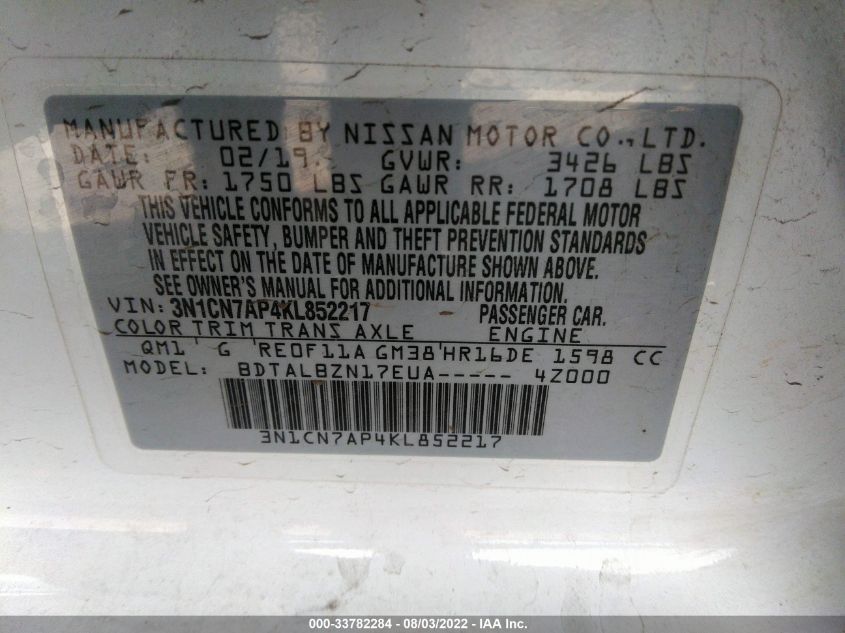 MANUFACTURED BY NISSAN MOTOR CO., LTD.
DATE: 02/19. GVWR: 3426 LBS
GAWR FR: 1750 LBS GAWR RR: 1708 LBS
THIS VEHICLE CONFORMS TO ALL APPLICABLE FEDERAL MOTOR
VEHICLE SAFETY, BUMPER AND THEFT PREVENTION STANDARDS
IN EFFECT ON THE DATE OF MANUFACTURE SHOWN ABOVE.
SEE OWNER'S MANUAL FOR ADDITIONAL INFORMATION.
VIN: 3N1CN7AP4KL852217 PASSENGER CAR.
COLOR TRIM TRANS AXLE ENGINE
QM1 ' G 'RE0F11A GM38'HR16DE 1598 CC
MODEL: BDTALBZN17EUA----- 4Z000
3N1CN7AP4KL852217
000-33782284 - 08/03/2022 - IAA Inc.